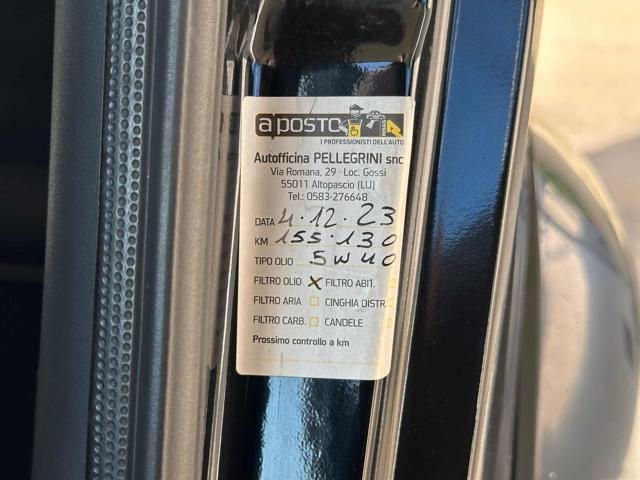 a posto
I PROFESSIONISTI DELL'AUTO
Autofficina PELLEGRINI snc
Via Romana, 29 - Loc. Gossi
55011 Altopascio (LU)
Tel.: 0583-276648
DATA 4.12.23
KM 155.130
TIPO OLIO 5W40
FILTRO OLIO X FILTRO ABIT.
FILTRO ARIA CINGHIA DISTR.
FILTRO CARB. CANDELE
Prossimo controllo a km